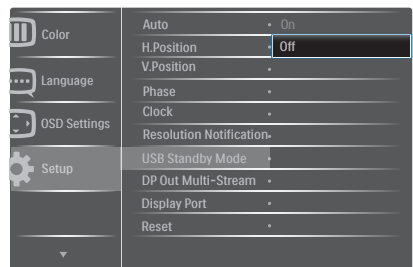 Color
Language
OSD Settings
Setup
Auto
H.Position
V.Position
Phase
Clock
Resolution Notification
USB Standby Mode
DP Out Multi-Stream
Display Port
Reset
On
Off